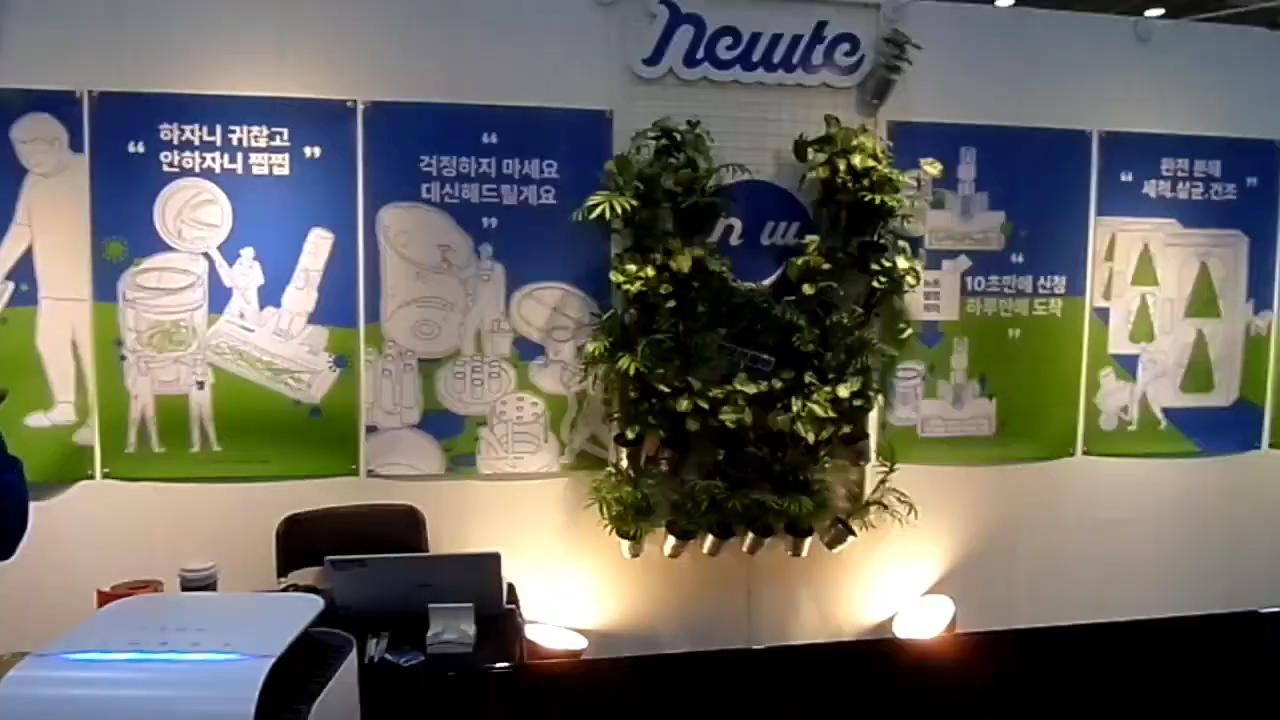 newte
“ 하자니 귀찮고
안하자니 찝찝 ”
“
걱정하지 마세요
대신해드릴게요
”
n w
“
10초만에 신청
하루만에 도착
”
“ 완전 분해
세척.살균.건조 ”